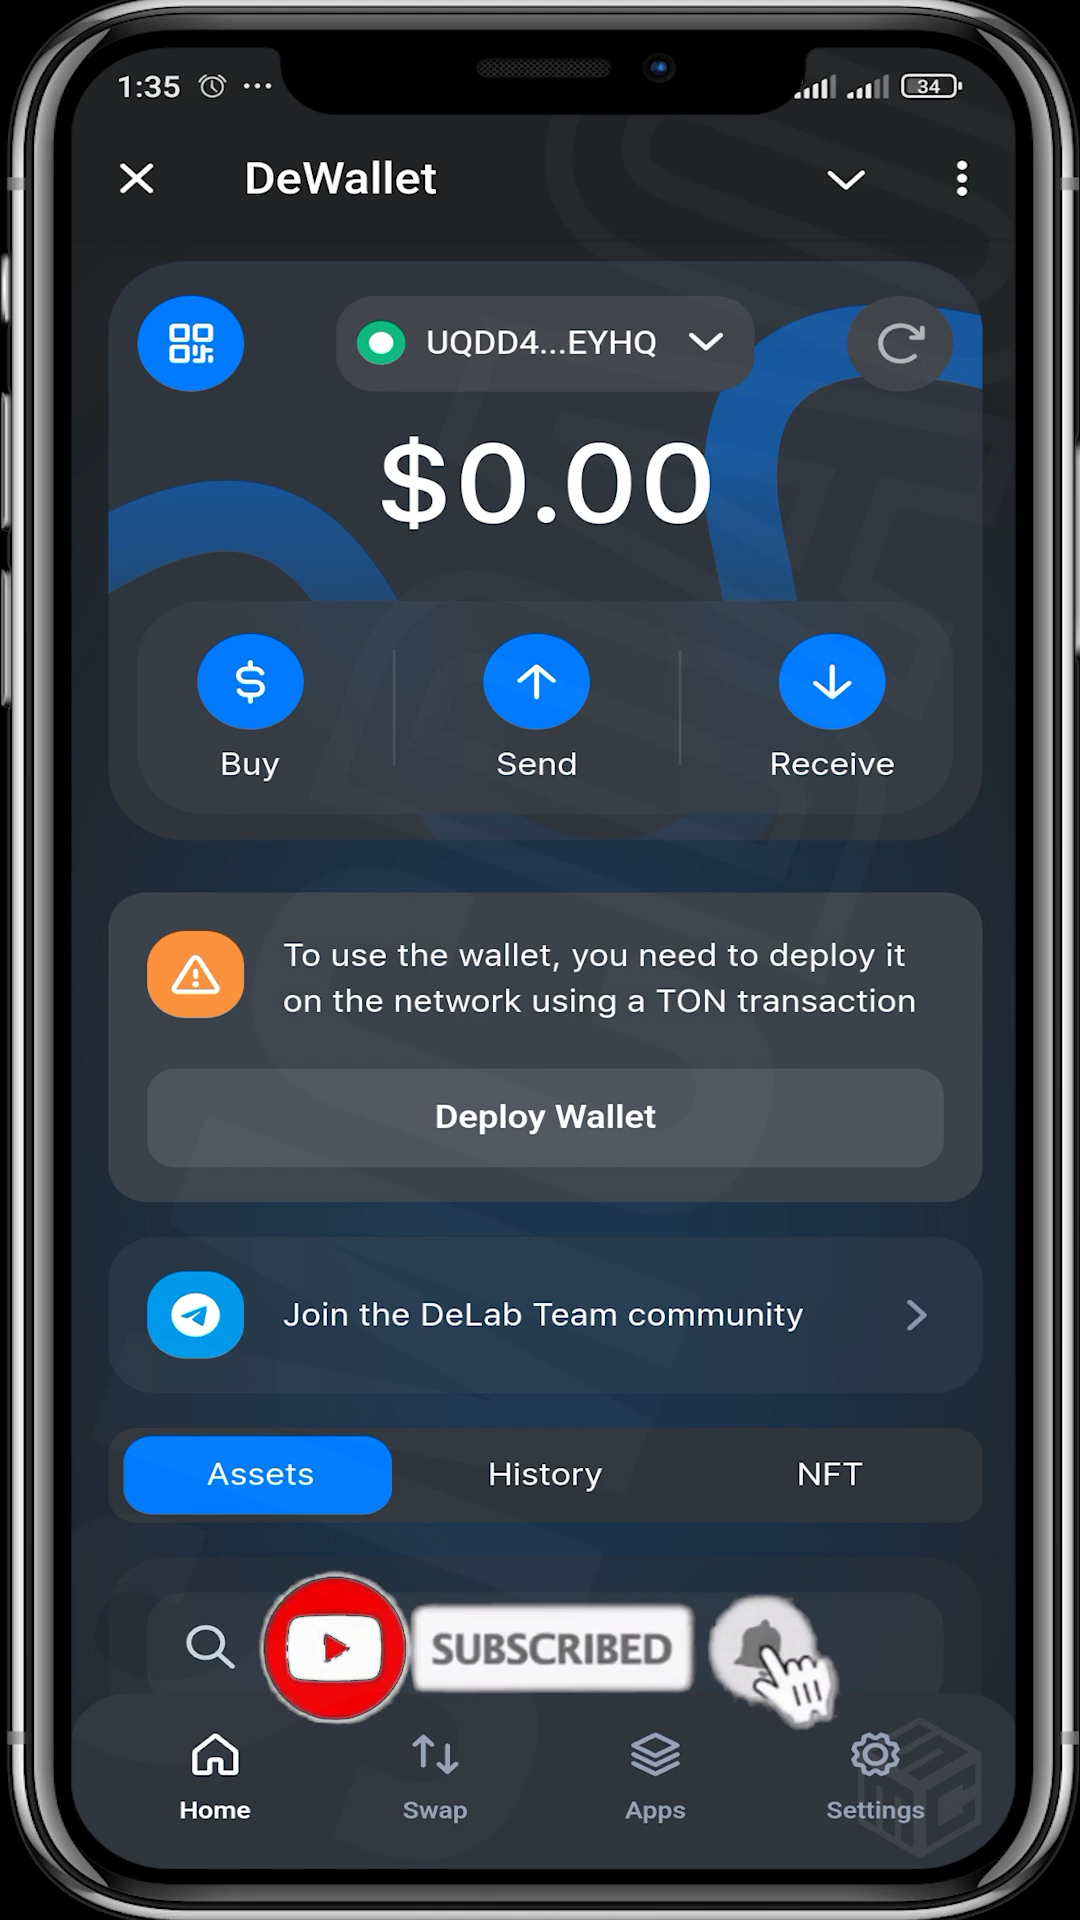 1:35
34
DeWallet
UQDD4...EYHQ
$0.00
Buy
Send
Receive
To use the wallet, you need to deploy it
on the network using a TON transaction
Deploy Wallet
Join the DeLab Team community
Assets
History
NFT
SUBSCRIBED
Home
Swap
Apps
Settings